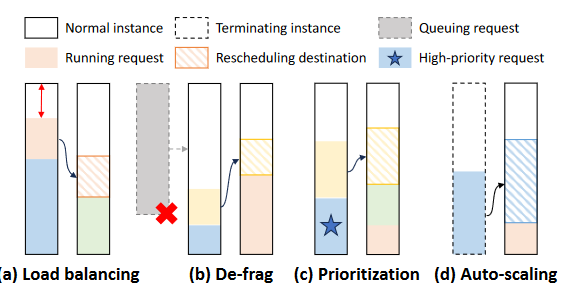 Normal instance
Terminating instance
Queuing request
Running request
Rescheduling destination
High-priority request
(a) Load balancing
(b) De-frag
(c) Prioritization
(d) Auto-scaling